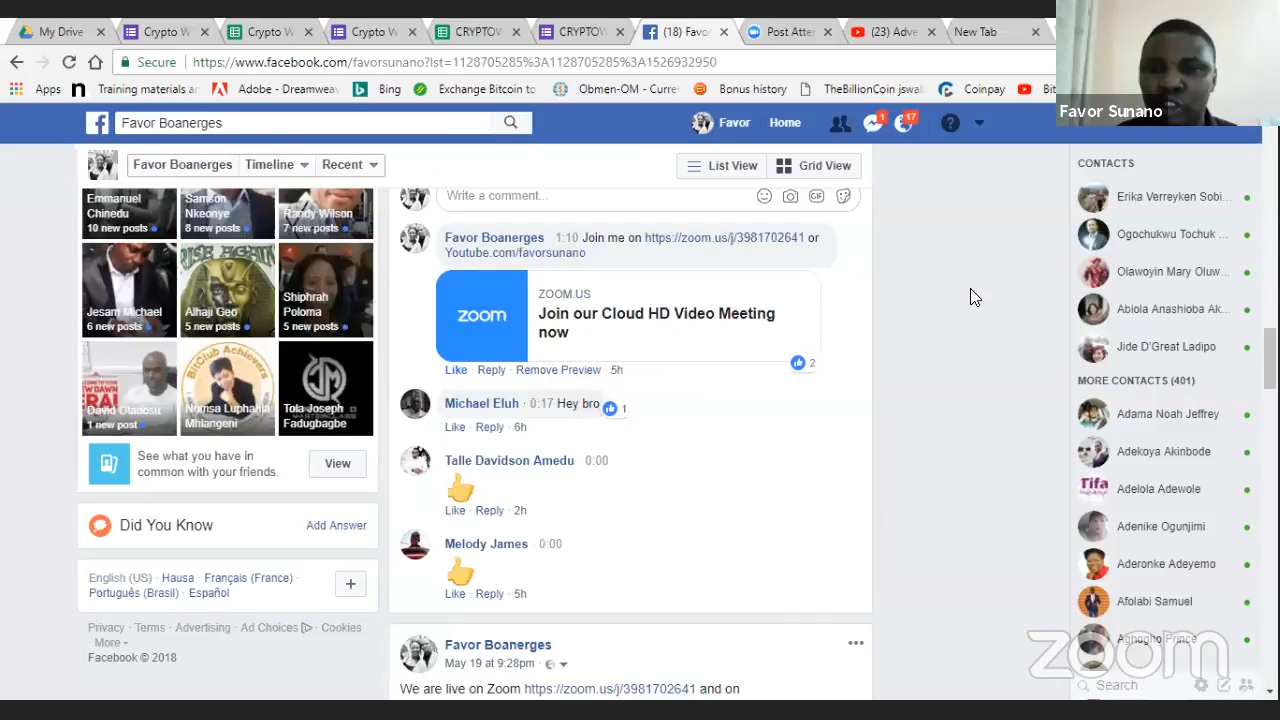 My Drive
Crypto W
Crypto W
Crypto W
CRYPTOV
CRYPTOV
(18) Favo
Post Atte
(23) Adve
New Tab
Secure
https://www.facebook.com/favorsunano?lst=1128705285%3A1128705285%3A1526932950
Apps
Training materials a
Adobe - Dreamwea
Bing
Exchange Bitcoin to
Obmen-OM - Curre
Bonus history
TheBillionCoin jswal
Coinpay
Favor Sunano
Favor Boanerges
Favor
Home
1
17
Favor Boanerges
Timeline
Recent
List View
Grid View
Emmanuel
Chinedu
10 new posts
Samson
Nkeonye
8 new posts
Randy Wilson
7 new posts
Jesam Michael
6 new posts
RISE AGAIN
Alhaji Geo
5 new posts
Shiphrah
Poloma
5 new posts
David Oladosu
1 new post
BitClub Achievers
Nomsa Luphahla
Mhlangeni
Tola Joseph
Fadugbagbe
See what you have in
common with your friends.
View
Did You Know
Add Answer
English (US) · Hausa · Français (France) ·
Português (Brasil) · Español
Privacy · Terms · Advertising · Ad Choices · Cookies
· More
Facebook © 2018
Write a comment...
GIF
Favor Boanerges 1:10 Join me on https://zoom.us/j/3981702641 or
Youtube.com/favorsunano
zoom
ZOOM.US
Join our Cloud HD Video Meeting
now
2
Like · Reply · Remove Preview · 5h
Michael Eluh · 0:17 Hey bro
1
Like · Reply · 6h
Talle Davidson Amedu 0:00
Like · Reply · 2h
Melody James 0:00
Like · Reply · 5h
Favor Boanerges
May 19 at 9:28pm ·
We are live on Zoom https://zoom.us/j/3981702641 and on
CONTACTS
Erika Verreyken Sobi...
Ogochukwu Tochuk ...
Olawoyin Mary Oluw...
Abiola Anashioba Ak...
Jide D'Great Ladipo
MORE CONTACTS (401)
Adama Noah Jeffrey
Adekoya Akinbode
Tifa
Adelola Adewole
Adenike Ogunjimi
Aderonke Adeyemo
Afolabi Samuel
Aghogho Prince
zoom
Search